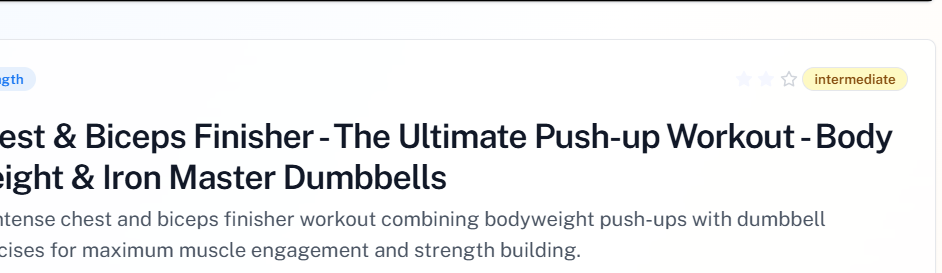 ngth
intermediate
est & Biceps Finisher - The Ultimate Push-up Workout - Body
eight & Iron Master Dumbbells
ntense chest and biceps finisher workout combining bodyweight push-ups with dumbbell
cises for maximum muscle engagement and strength building.